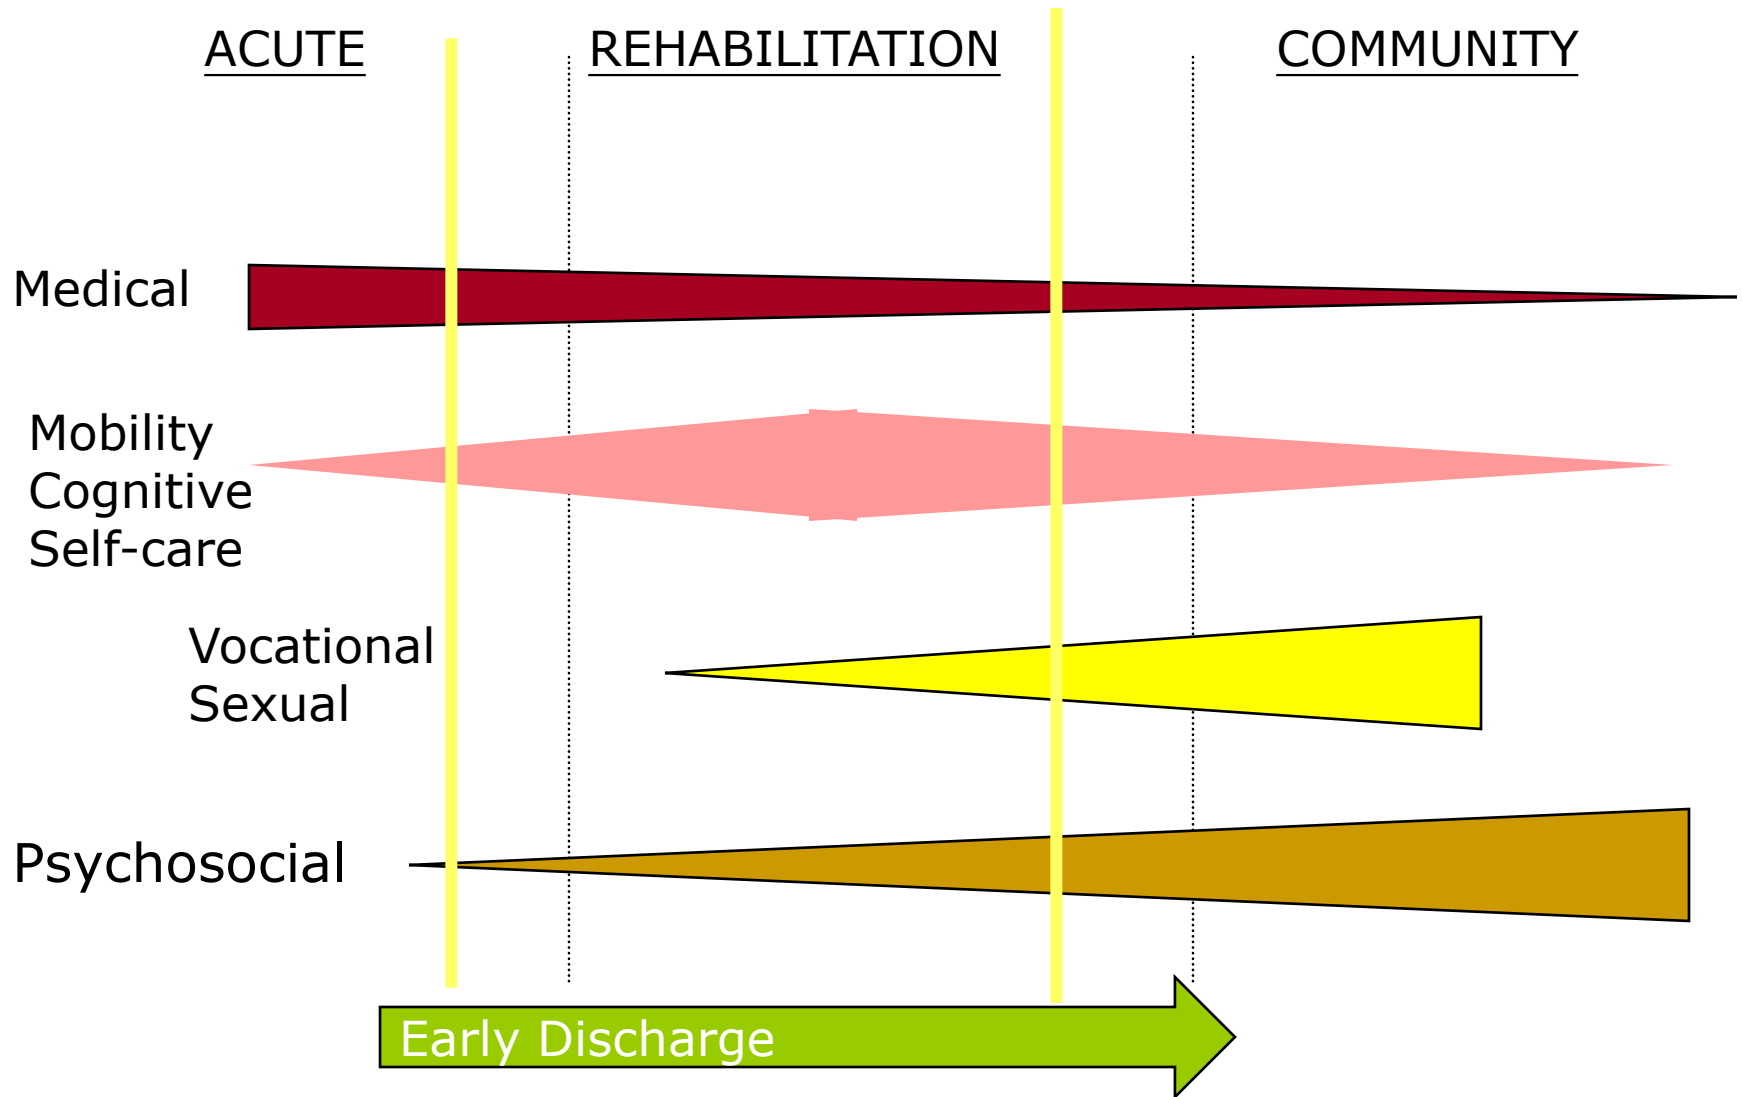 ACUTE
REHABILITATION
COMMUNITY
Medical
Mobility
Cognitive
Self-care
Vocational
Sexual
Psychosocial
Early Discharge